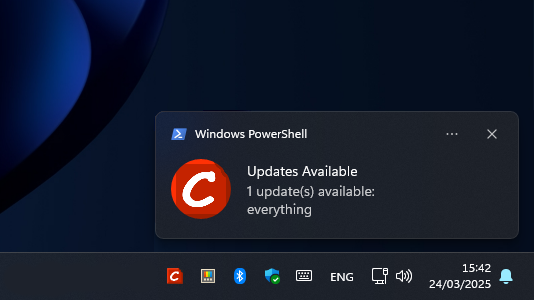 Windows PowerShell
Updates Available
1 update(s) available:
everything
ENG
15:42
24/03/2025